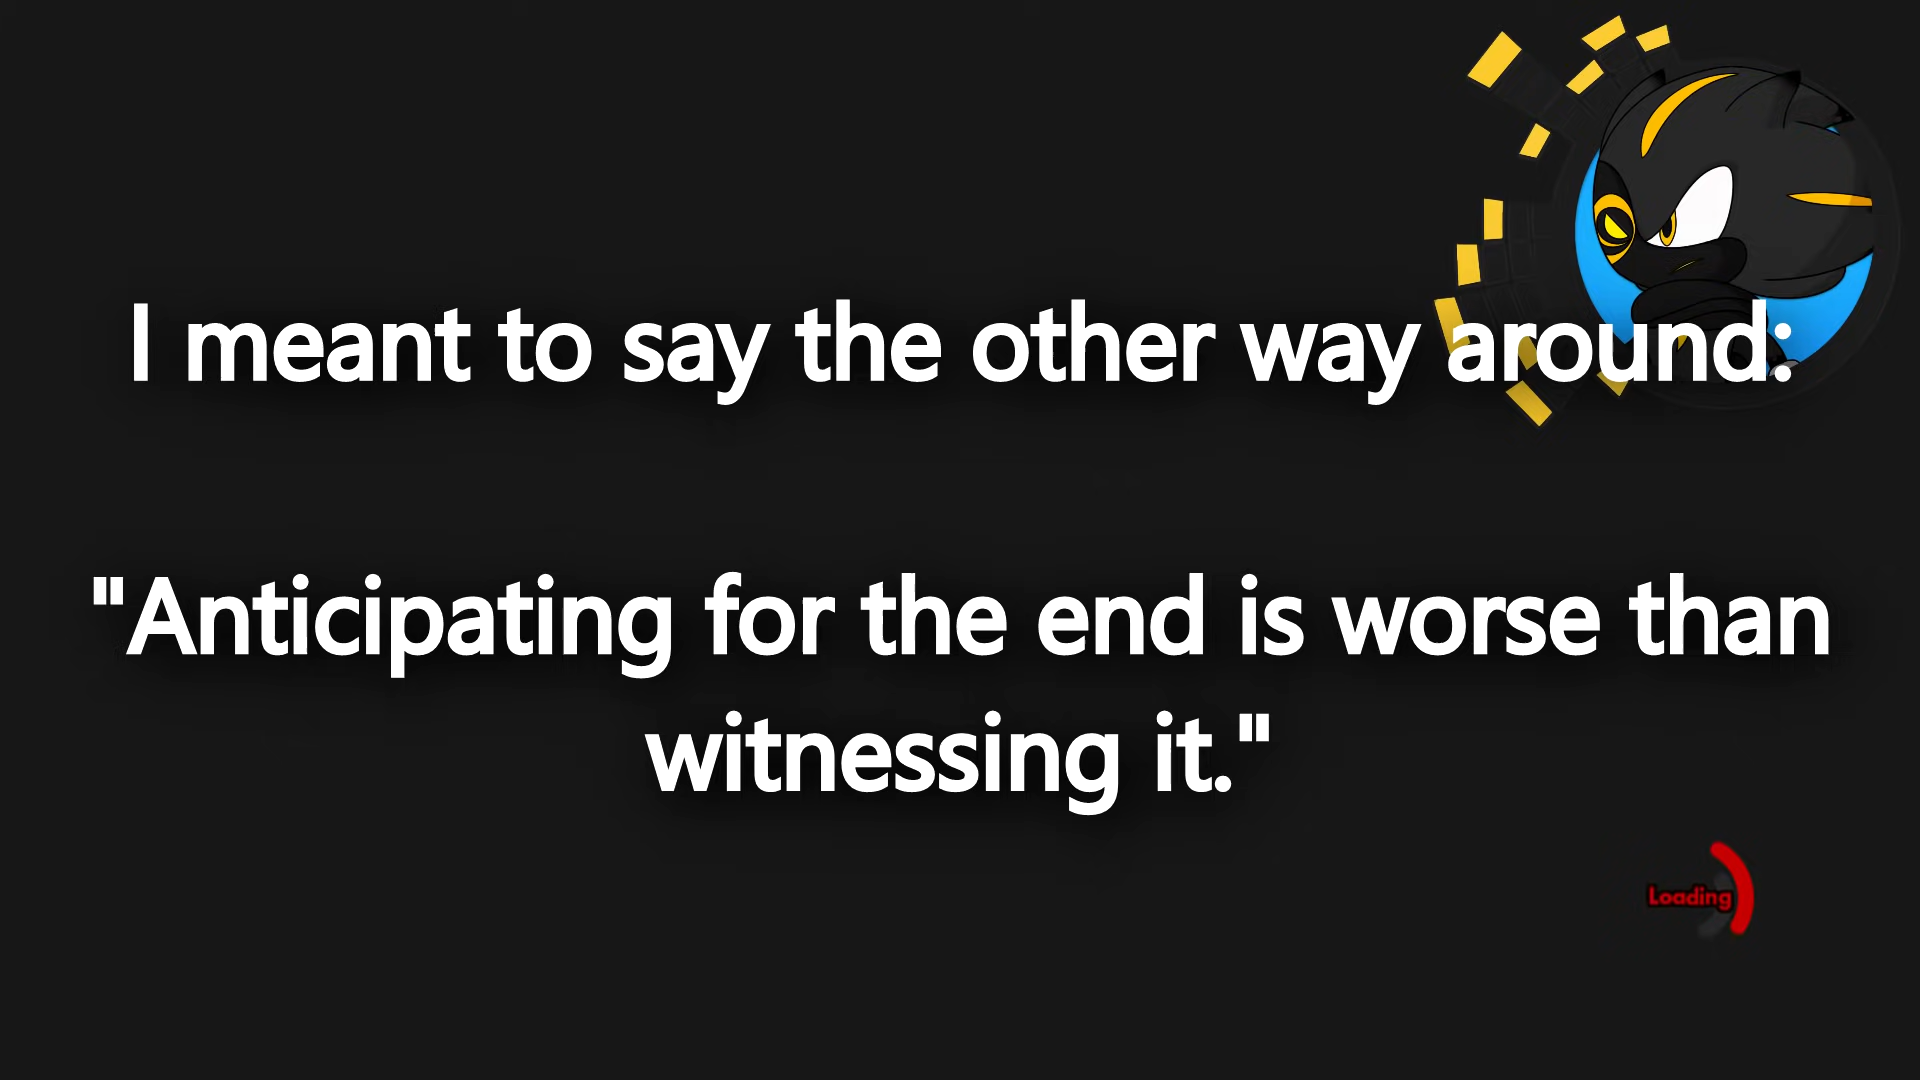 I meant to say the other way around:
"Anticipating for the end is worse than
witnessing it."
Loading